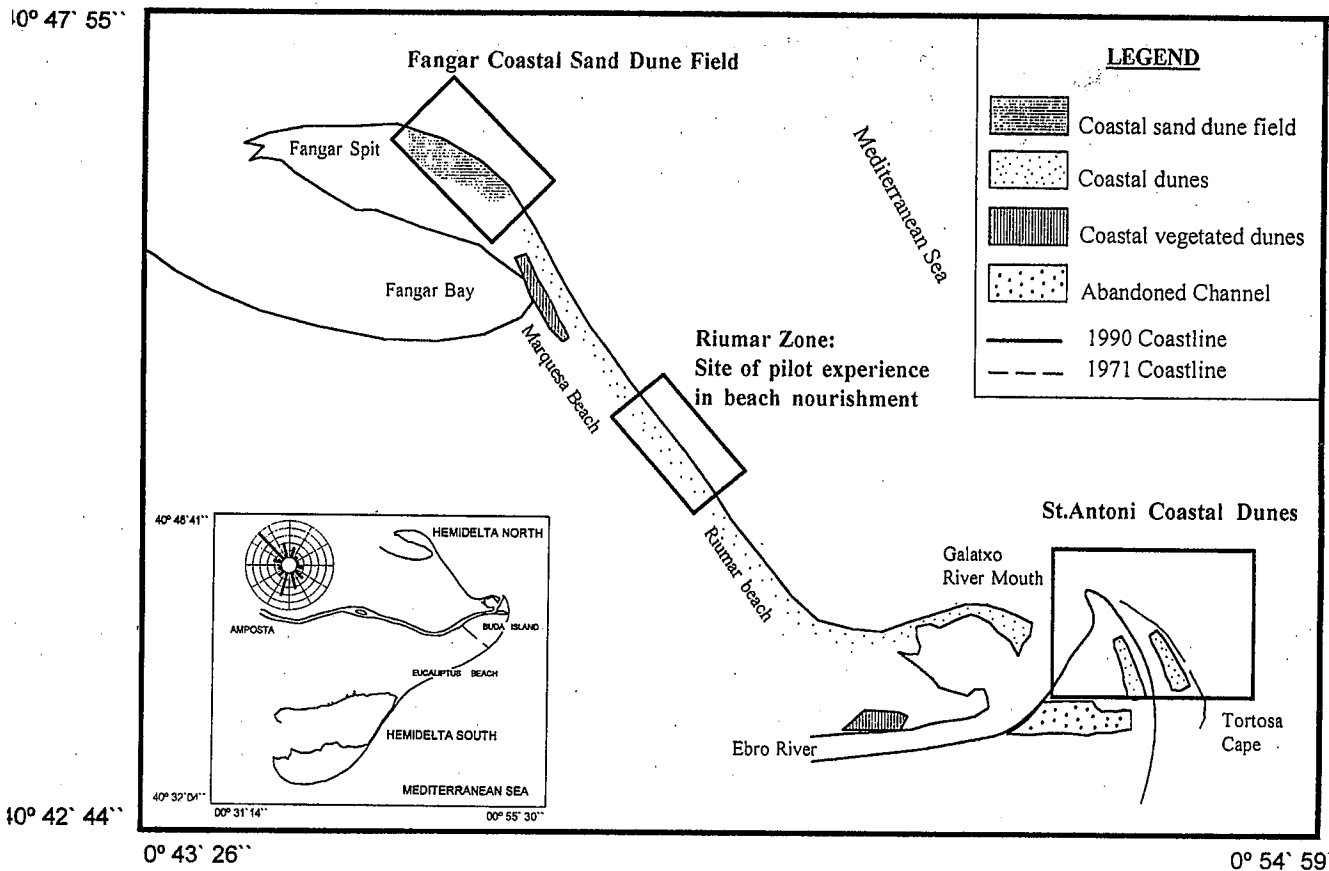 40º 47` 55``
Fangar Coastal Sand Dune Field
LEGEND
Coastal sand dune field
Coastal dunes
Coastal vegetated dunes
Abandoned Channel
1990 Coastline
1971 Coastline
Fangar Spit
Mediterranean Sea
Fangar Bay
Marquesa Beach
Riumar Zone:
Site of pilot experience
in beach nourishment
Riumar beach
St.Antoni Coastal Dunes
Galatxo
River Mouth
Ebro River
Tortosa
Cape
40º 48`41``
HEMIDELTA NORTH
AMPOSTA
BUDA ISLAND
EUCALIPTUS BEACH
HEMIDELTA SOUTH
MEDITERRANEAN SEA
40º 32`04``
00º 31`14``
00º 55` 30``
40º 42` 44``
0º 43` 26``
0º 54` 59